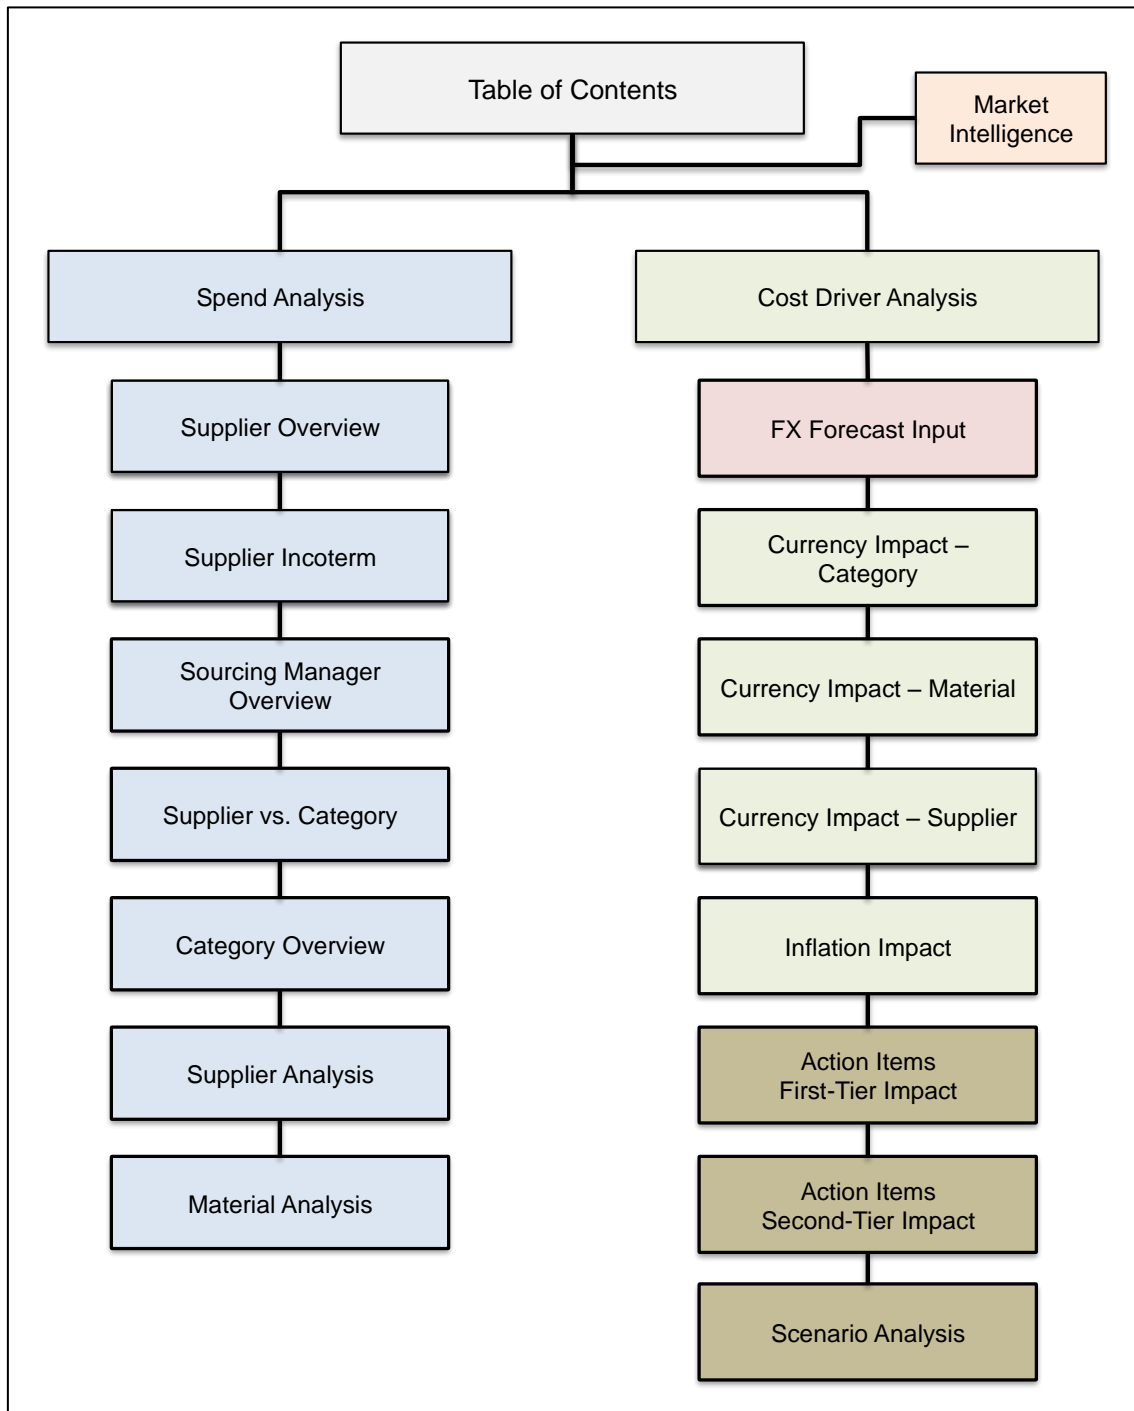 Table of Contents
Market
Intelligence
Spend Analysis
Supplier Overview
Supplier Incoterm
Sourcing Manager
Overview
Supplier vs. Category
Category Overview
Supplier Analysis
Material Analysis
Cost Driver Analysis
FX Forecast Input
Currency Impact –
Category
Currency Impact – Material
Currency Impact – Supplier
Inflation Impact
Action Items
First-Tier Impact
Action Items
Second-Tier Impact
Scenario Analysis